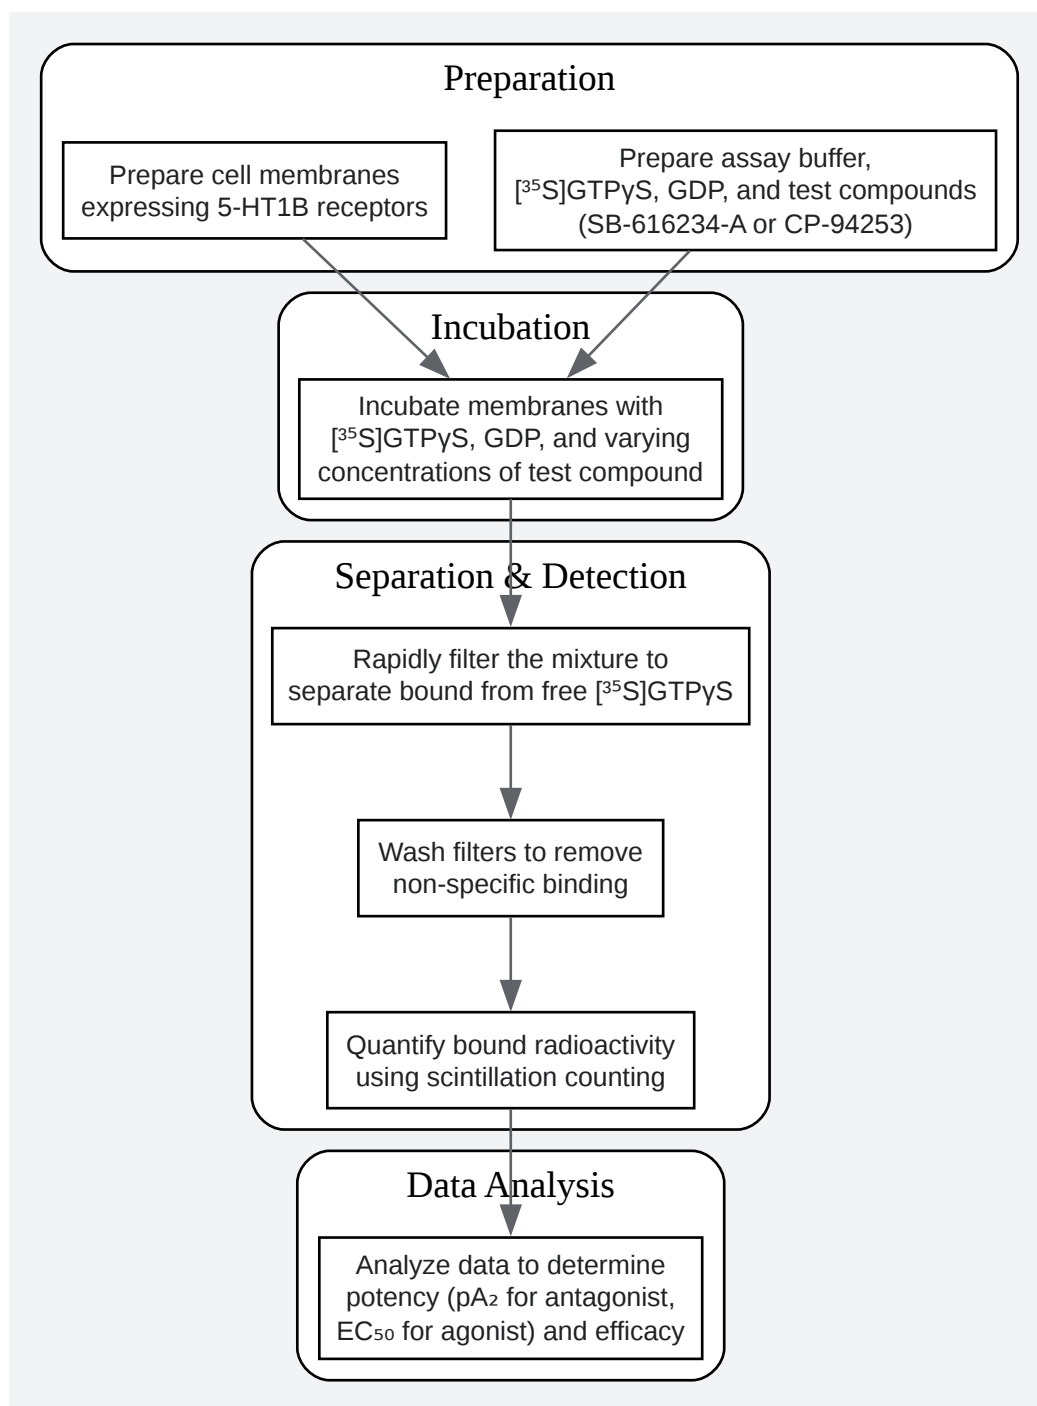 Preparation
Prepare cell membranes
expressing 5-HT1B receptors
Prepare assay buffer,
[³⁵S]GTPγS, GDP, and test compounds
(SB-616234-A or CP-94253)
Incubation
Incubate membranes with
[³⁵S]GTPγS, GDP, and varying
concentrations of test compound
Separation & Detection
Rapidly filter the mixture to
separate bound from free [³⁵S]GTPγS
Wash filters to remove
non-specific binding
Quantify bound radioactivity
using scintillation counting
Data Analysis
Analyze data to determine
potency (pA₂ for antagonist,
EC₅₀ for agonist) and efficacy